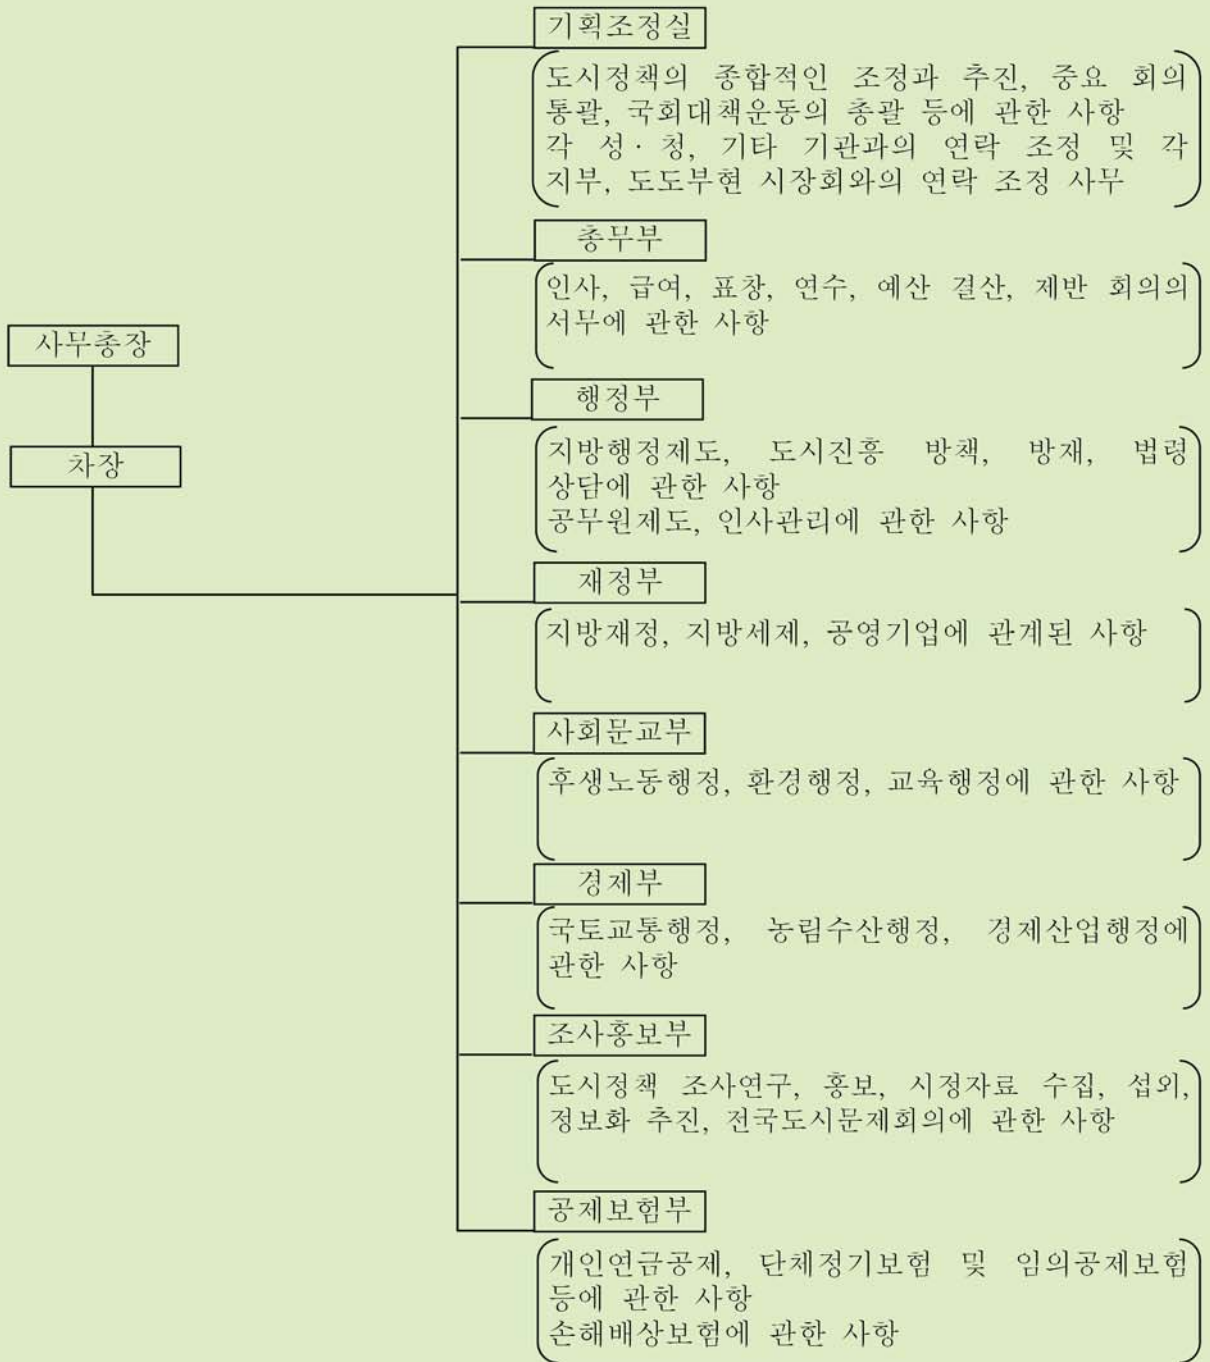 기획조정실
도시정책의 종합적인 조정과 추진, 중요 회의
통괄, 국회대책운동의 총괄 등에 관한 사항
각 성·청, 기타 기관과의 연락 조정 및 각
지부, 도도부현 시장회와의 연락 조정 사무
총무부
인사, 급여, 표창, 연수, 예산 결산, 제반 회의의
서무에 관한 사항
사무총장
차장
행정부
지방행정제도, 도시진흥 방책, 방재, 법령
상담에 관한 사항
공무원제도, 인사관리에 관한 사항
재정부
지방재정, 지방세제, 공영기업에 관계된 사항
사회문교부
후생노동행정, 환경행정, 교육행정에 관한 사항
경제부
국토교통행정, 농림수산행정, 경제산업행정에
관한 사항
조사홍보부
도시정책 조사연구, 홍보, 시정자료 수집, 섭외,
정보화 추진, 전국도시문제회의에 관한 사항
공제보험부
개인연금공제, 단체정기보험 및 임의공제보험
등에 관한 사항
손해배상보험에 관한 사항